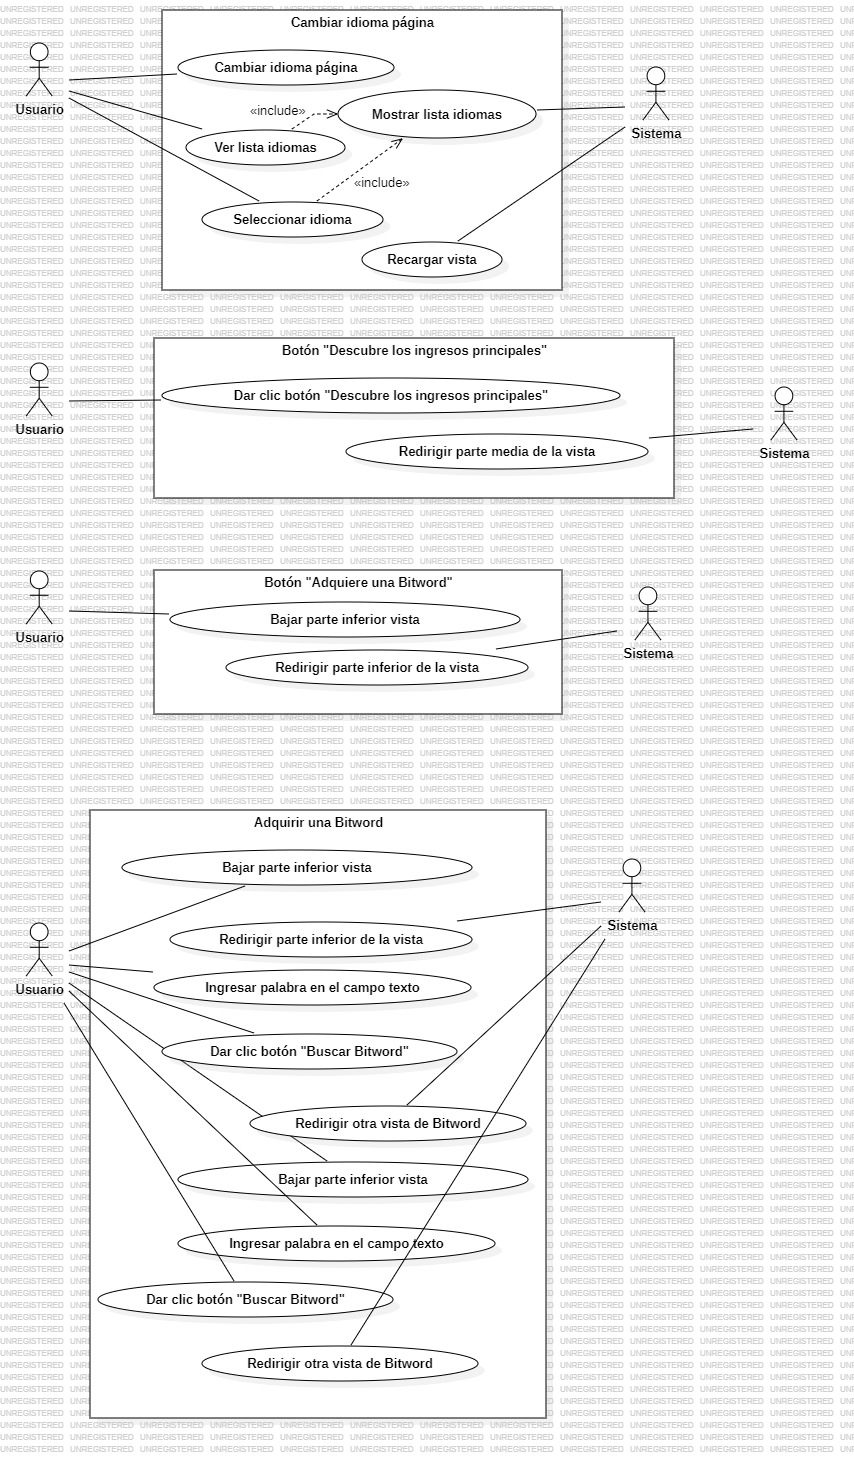 Cambiar idioma página
Cambiar idioma página
Usuario
«include»
Mostrar lista idiomas
Sistema
Ver lista idiomas
«include»
Seleccionar idioma
Recargar vista
Botón "Descubre los ingresos principales"
Dar clic botón "Descubre los ingresos principales"
Usuario
Redirigir parte media de la vista
Sistema
Botón "Adquiere una Bitword"
Bajar parte inferior vista
Usuario
Sistema
Redirigir parte inferior de la vista
Adquirir una Bitword
Bajar parte inferior vista
Sistema
Redirigir parte inferior de la vista
Usuario
Ingresar palabra en el campo texto
Dar clic botón "Buscar Bitword"
Redirigir otra vista de Bitword
Bajar parte inferior vista
Ingresar palabra en el campo texto
Dar clic botón "Buscar Bitword"
Redirigir otra vista de Bitword
UNREGISTERED